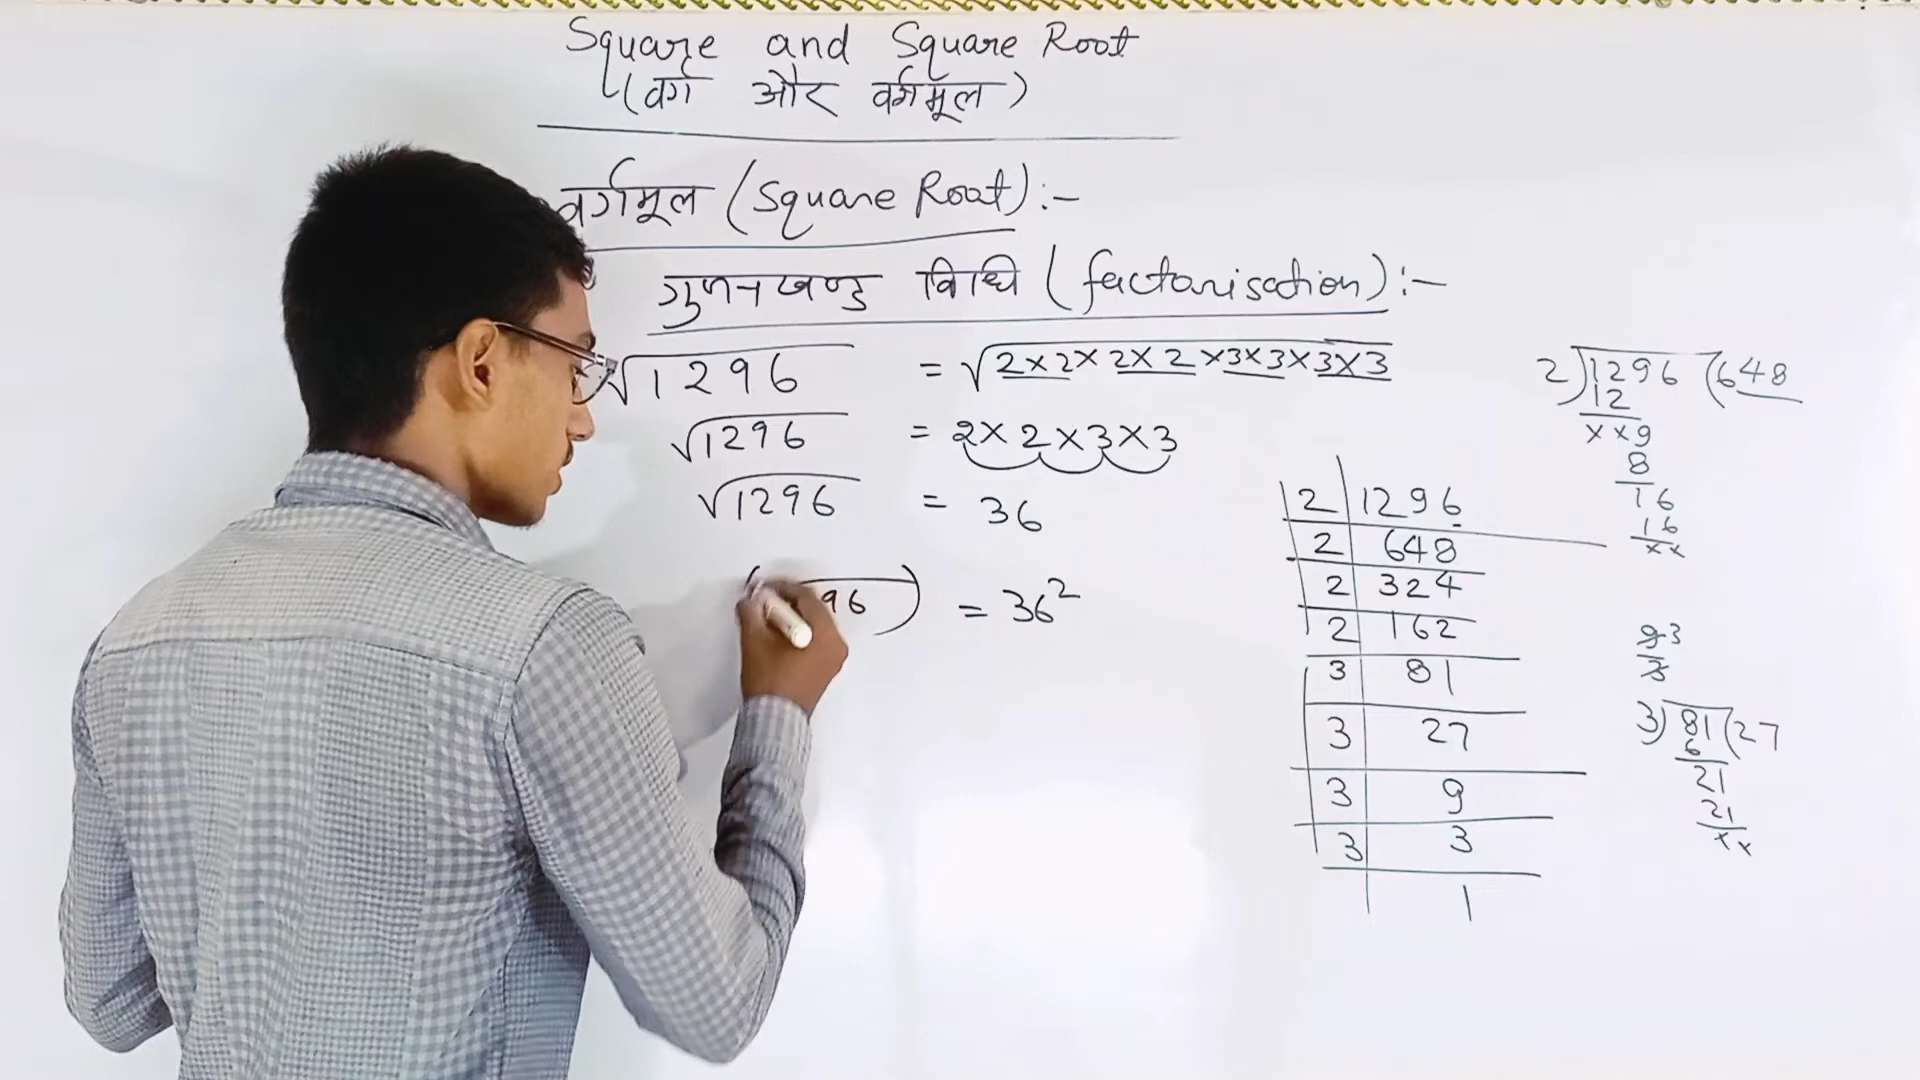 Square and Square Root
(वर्ग और वर्गमूल)
वर्गमूल (Square Root):-
गुणनखण्ड विधि (factorisation):-
√1296 = √2×2×2×2×3×3×3×3
√1296 = 2×2×3×3
√1296 = 36
( 96 ) = 36²
2)1296(648
12
××9
8
16
16
××
2 1296
2 648
2 324
2 162
3 81
3 27
3 9
3 3
1
9 3
3
3)81(27
6
21
21
××